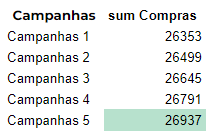 Campanhas sum Compras
Campanhas 1 26353
Campanhas 2 26499
Campanhas 3 26645
Campanhas 4 26791
Campanhas 5 26937